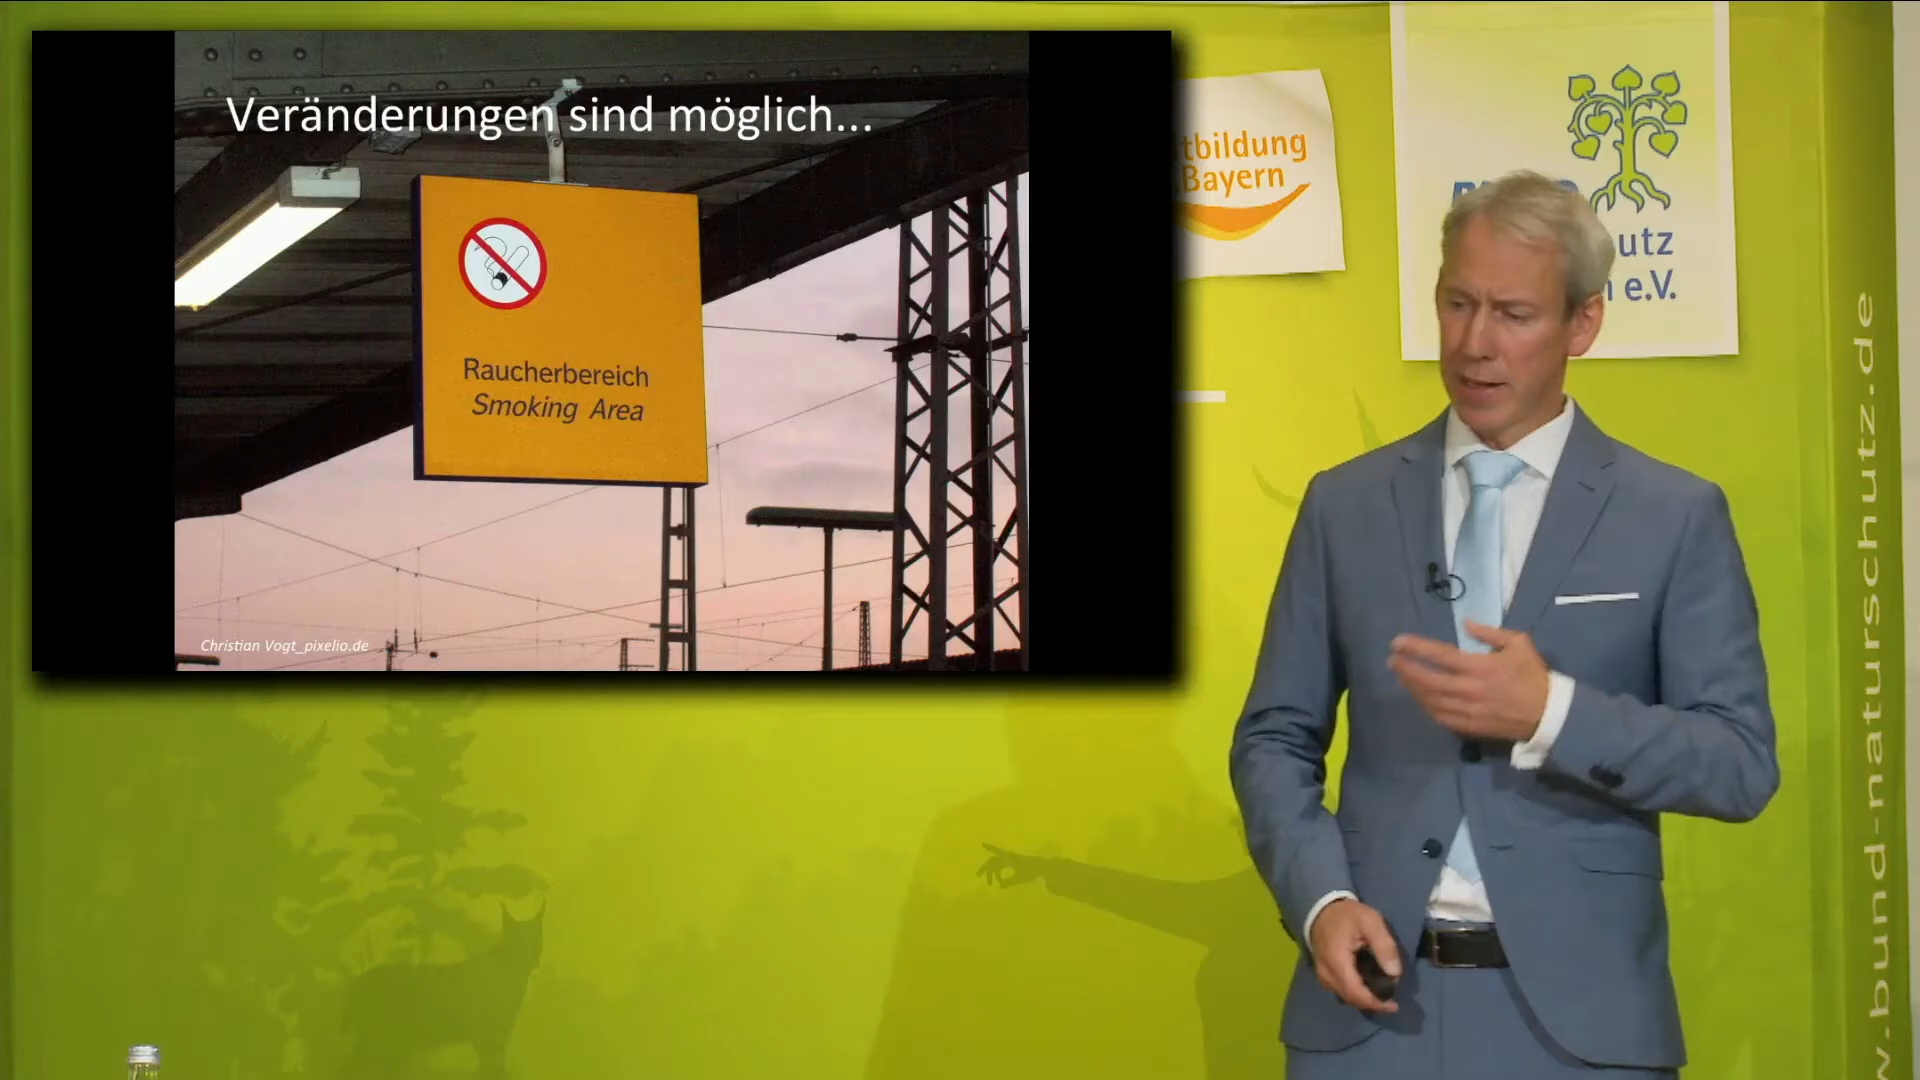 Veränderungen sind möglich...
Raucherbereich
Smoking Area
Christian Vogt_pixelio.de
tbildung
Bayern
utz
e.V.
w.bund-naturschutz.de